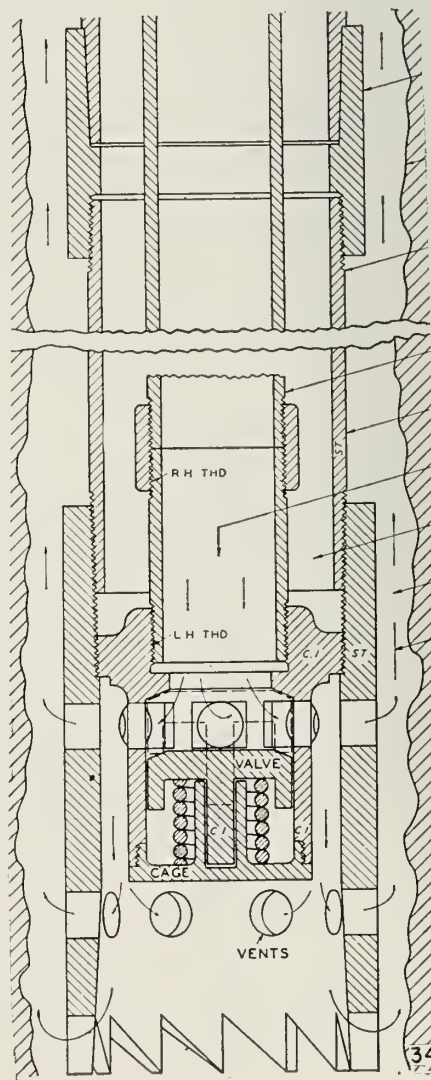 ST
R H THD
L H THD
C.I
ST
VALVE
C.I
C.I
CAGE
VENTS
34